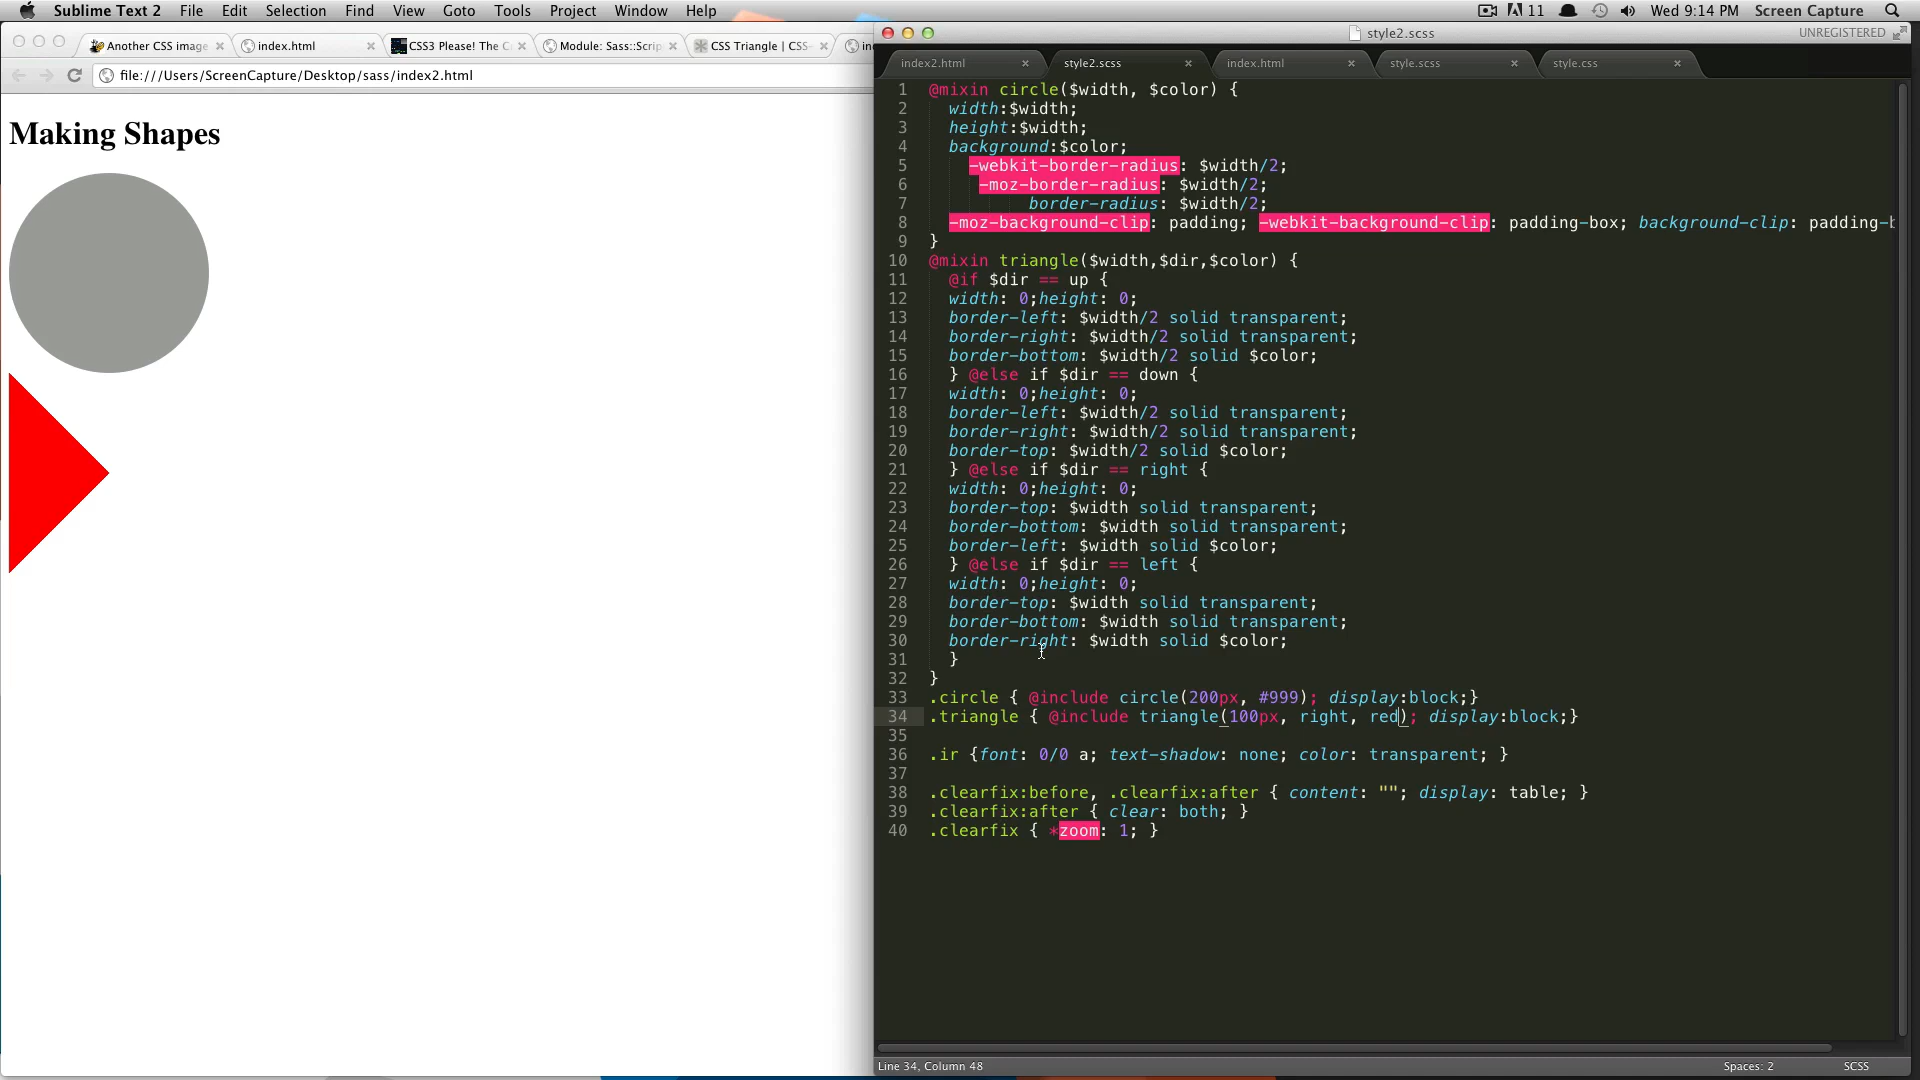 Sublime Text 2 File Edit Selection Find View Goto Tools Project Window Help 11 Wed 9:14 PM Screen Capture
Another CSS image index.html CSS3 Please! The C Module: Sass::Scrip CSS Triangle | CSS- in
file:///Users/ScreenCapture/Desktop/sass/index2.html
Making Shapes
style2.scss UNREGISTERED
index2.html style2.scss index.html style.scss style.css
1 @mixin circle($width, $color) {
2 width:$width;
3 height:$width;
4 background:$color;
5 -webkit-border-radius: $width/2;
6 -moz-border-radius: $width/2;
7 border-radius: $width/2;
8 -moz-background-clip: padding; -webkit-background-clip: padding-box; background-clip: padding-b
9 }
10 @mixin triangle($width,$dir,$color) {
11 @if $dir == up {
12 width: 0;height: 0;
13 border-left: $width/2 solid transparent;
14 border-right: $width/2 solid transparent;
15 border-bottom: $width/2 solid $color;
16 } @else if $dir == down {
17 width: 0;height: 0;
18 border-left: $width/2 solid transparent;
19 border-right: $width/2 solid transparent;
20 border-top: $width/2 solid $color;
21 } @else if $dir == right {
22 width: 0;height: 0;
23 border-top: $width solid transparent;
24 border-bottom: $width solid transparent;
25 border-left: $width solid $color;
26 } @else if $dir == left {
27 width: 0;height: 0;
28 border-top: $width solid transparent;
29 border-bottom: $width solid transparent;
30 border-right: $width solid $color;
31 }
32 }
33 .circle { @include circle(200px, #999); display:block;}
34 .triangle { @include triangle(100px, right, red); display:block;}
35
36 .ir {font: 0/0 a; text-shadow: none; color: transparent; }
37
38 .clearfix:before, .clearfix:after { content: ""; display: table; }
39 .clearfix:after { clear: both; }
40 .clearfix { *zoom: 1; }
Line 34, Column 48 Spaces: 2 SCSS